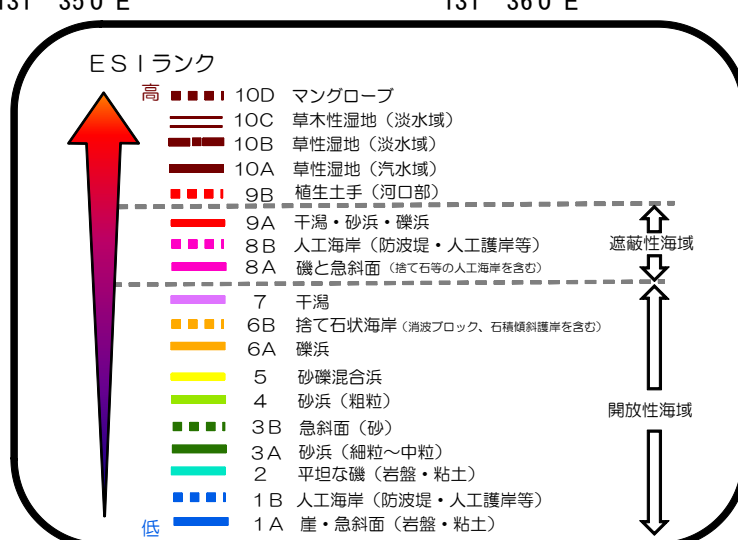 131° 350′E
131° 360′E
ESIランク
高
10D マングローブ
10C 草木性湿地（淡水域）
10B 草性湿地（淡水域）
10A 草性湿地（汽水域）
9B 植生土手（河口部）
9A 干潟・砂浜・礫浜
8B 人工海岸（防波堤・人工護岸等）
遮蔽性海域
8A 磯と急斜面（捨て石等の人工海岸を含む）
7 干潟
6B 捨て石状海岸（消波ブロック、石積傾斜護岸を含む）
6A 礫浜
5 砂礫混合浜
4 砂浜（粗粒）
開放性海域
3B 急斜面（砂）
3A 砂浜（細粒～中粒）
2 平坦な磯（岩盤・粘土）
1B 人工海岸（防波堤・人工護岸等）
1A 崖・急斜面（岩盤・粘土）
低